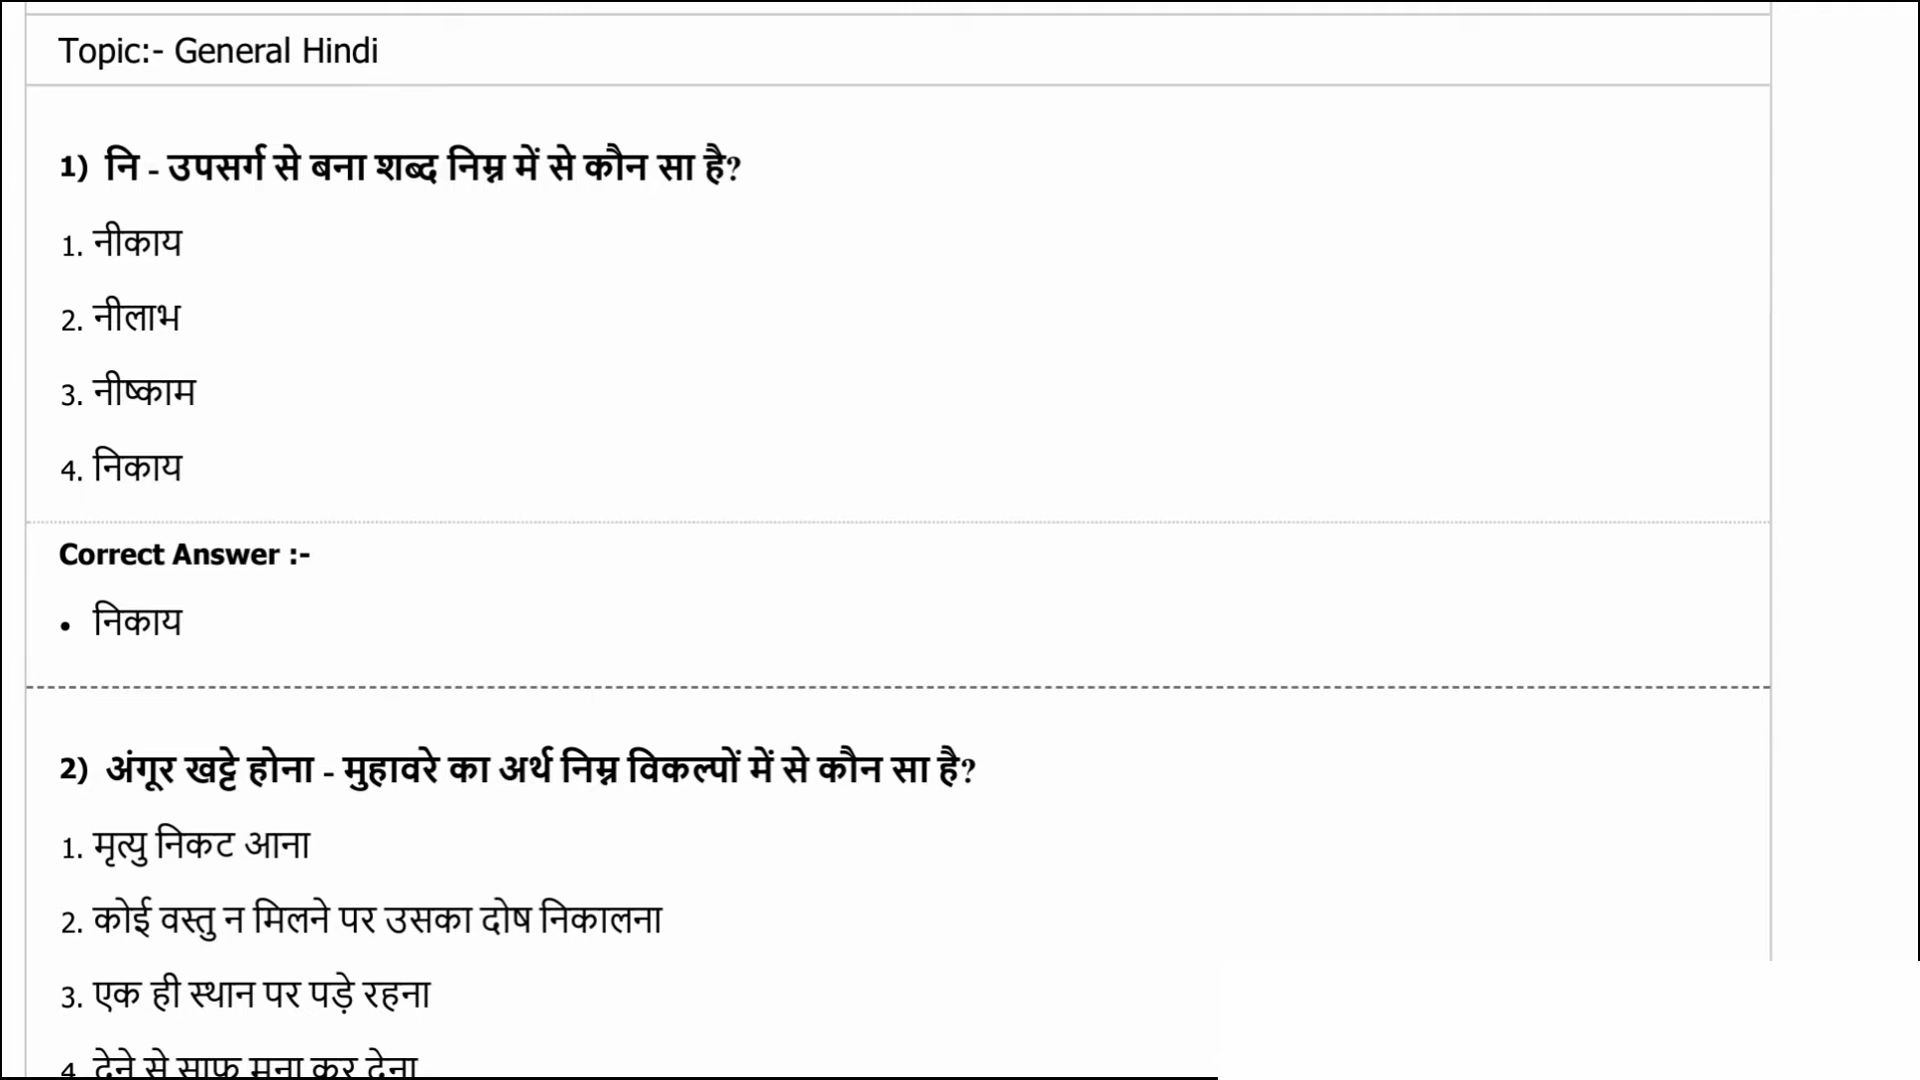 Topic:- General Hindi
1) नि - उपसर्ग से बना शब्द निम्न में से कौन सा है?
1. नीकाय
2. नीलाभ
3. नीष्काम
4. निकाय
Correct Answer :-
• निकाय
2) अंगूर खट्टे होना - मुहावरे का अर्थ निम्न विकल्पों में से कौन सा है?
1. मृत्यु निकट आना
2. कोई वस्तु न मिलने पर उसका दोष निकालना
3. एक ही स्थान पर पड़े रहना
4. देने से साफ मना कर देना